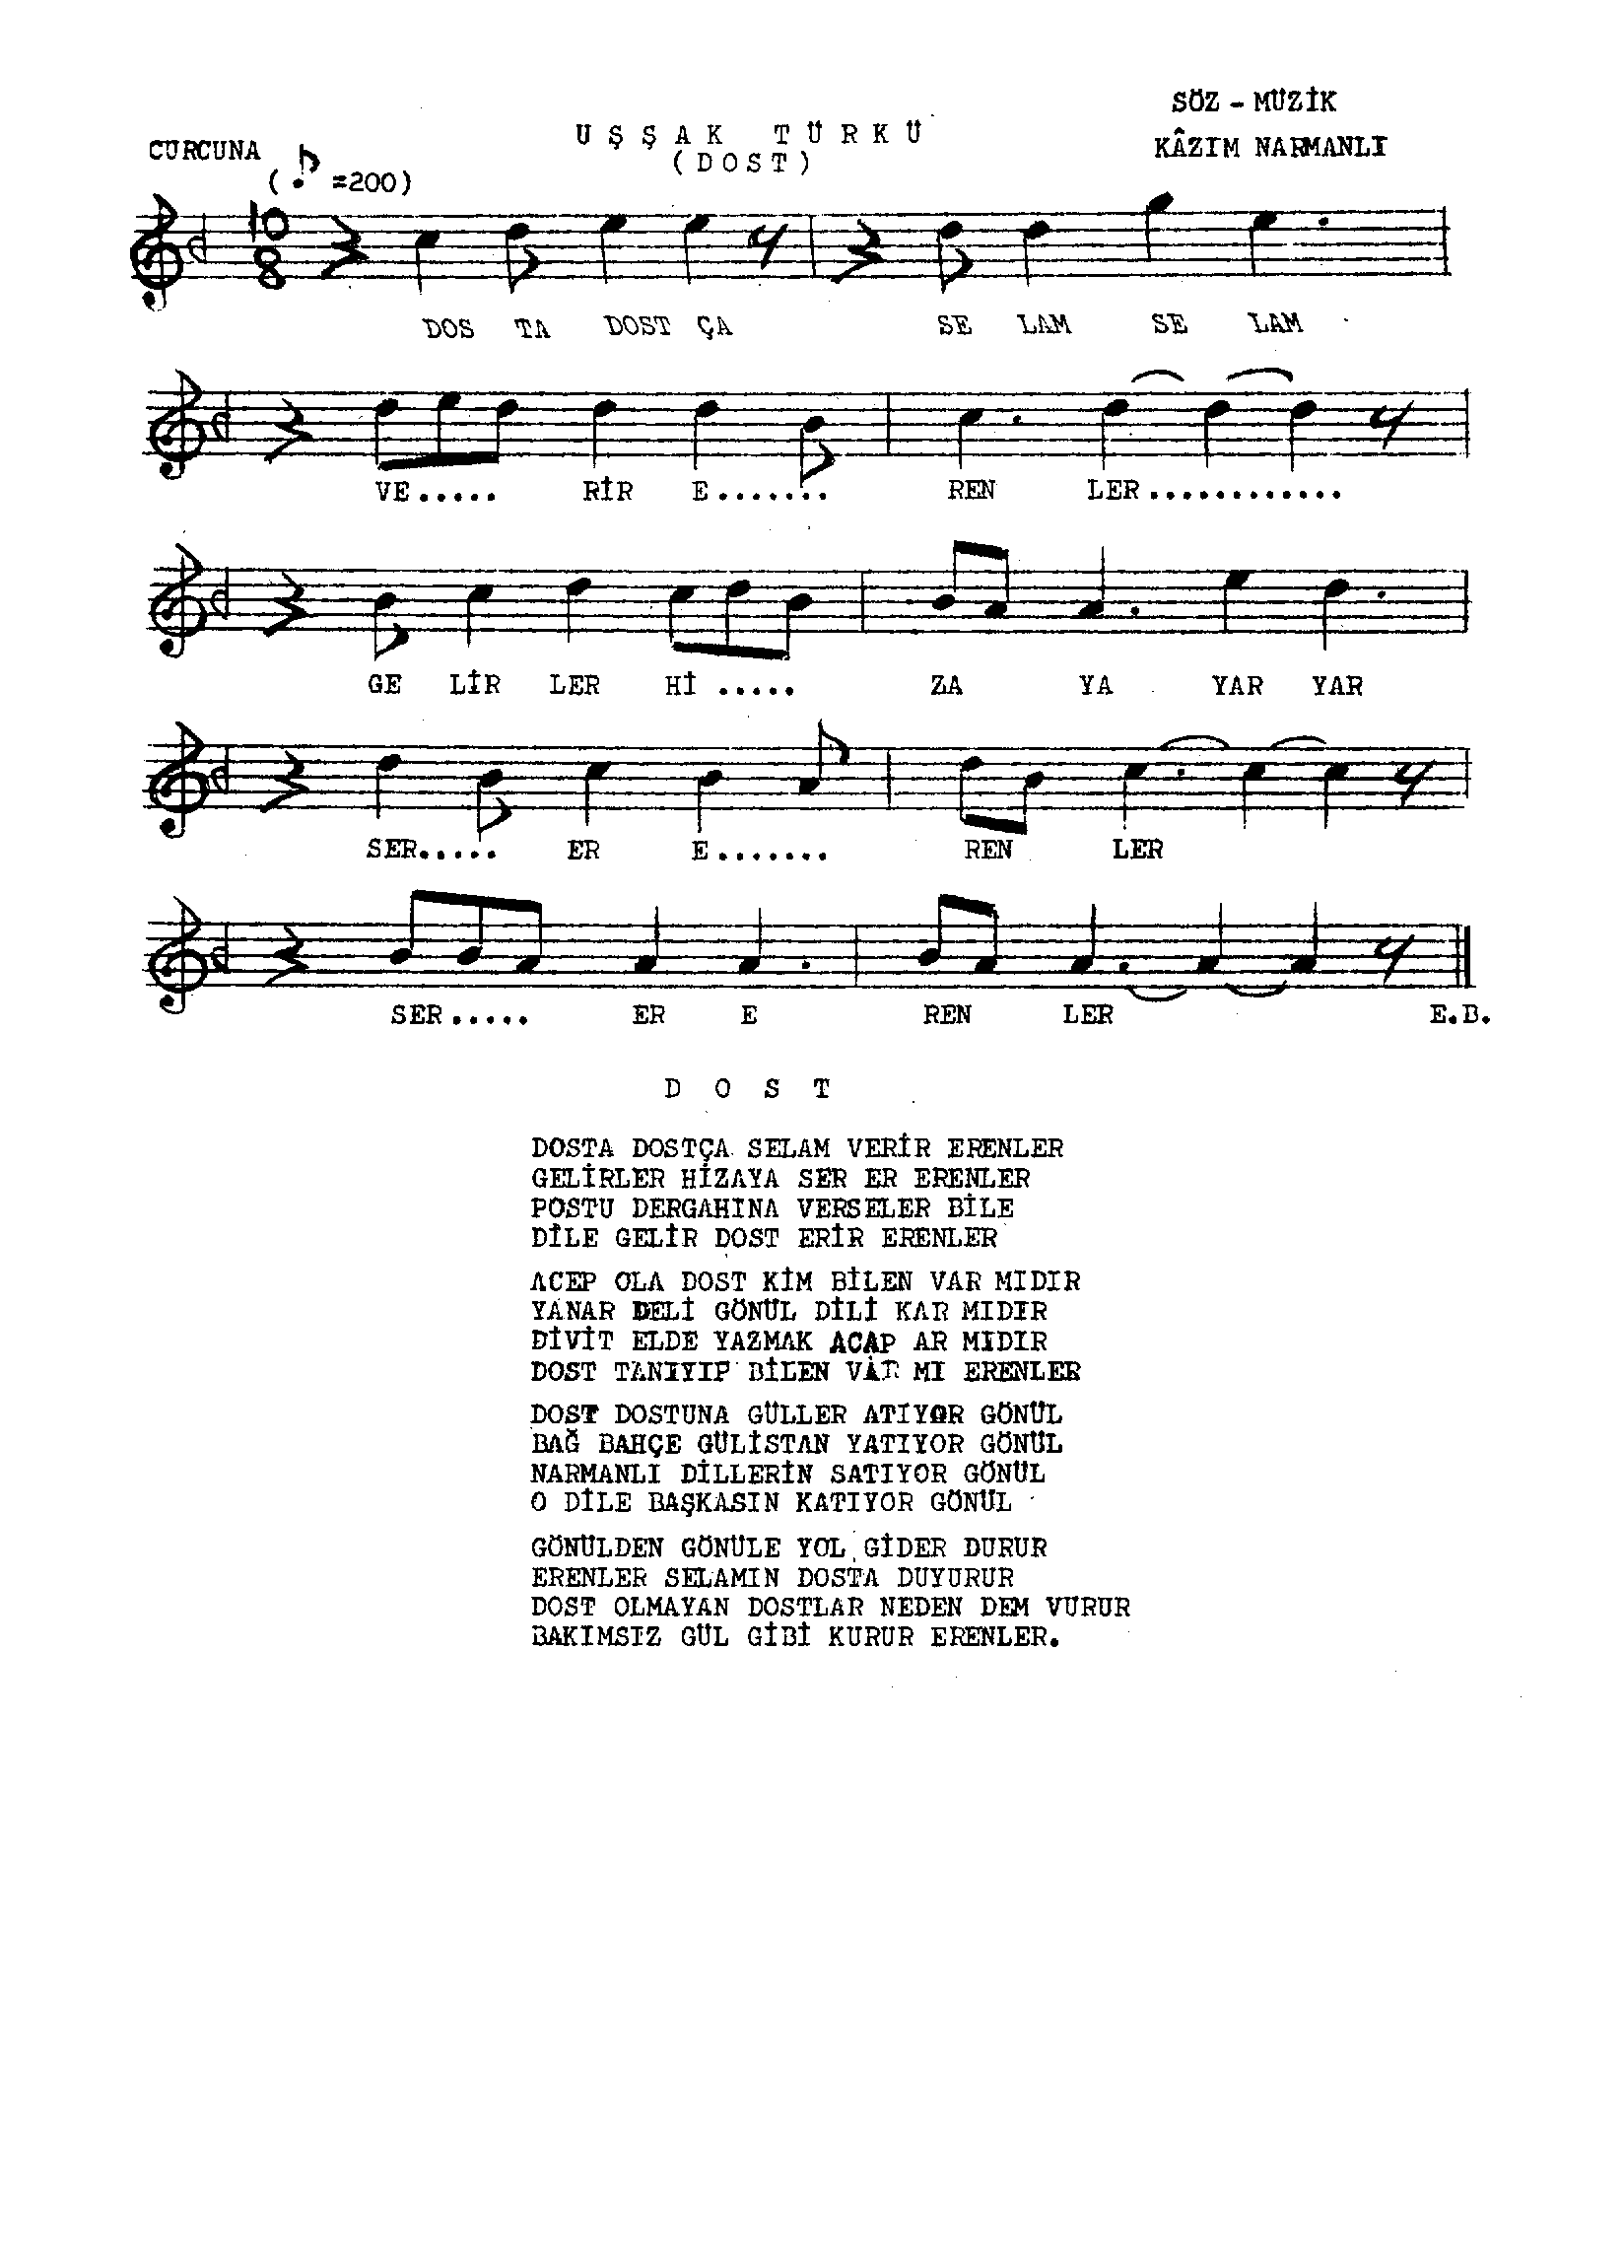 SÖZ - MÜZİK
UŞŞAK TÜRKÜ
CURCUNA
KÂZIM NARMANLI
(DOST)
( =200)
10
8
DOS TA DOST ÇA SE LAM SE LAM
VE..... RİR E....... REN LER............
GE LİR LER Hİ ..... ZA YA YAR YAR
SER..... ER E....... REN LER
SER..... ER E REN LER E.B.
D O S T
DOSTA DOSTÇA SELAM VERİR ERENLER
GELİRLER HİZAYA SER ER ERENLER
POSTU DERGAHINA VERSELER BİLE
DİLE GELİR DOST ERİR ERENLER
ACEP OLA DOST KİM BİLEN VAR MIDIR
YANAR DELİ GÖNÜL DİLİ KAR MIDIR
DİVİT ELDE YAZMAK ACAP AR MIDIR
DOST TANIYIP BİLEN VAR MI ERENLER
DOST DOSTUNA GÜLLER ATIYOR GÖNÜL
BAĞ BAHÇE GÜLİSTAN YATIYOR GÖNÜL
NARMANLI DİLLERİN SATIYOR GÖNÜL
O DİLE BAŞKASIN KATIYOR GÖNÜL
GÖNÜLDEN GÖNÜLE YOL GİDER DURUR
ERENLER SELAMIN DOSTA DUYURUR
DOST OLMAYAN DOSTLAR NEDEN DEM VURUR
BAKIMSIZ GÜL GİBİ KURUR ERENLER.